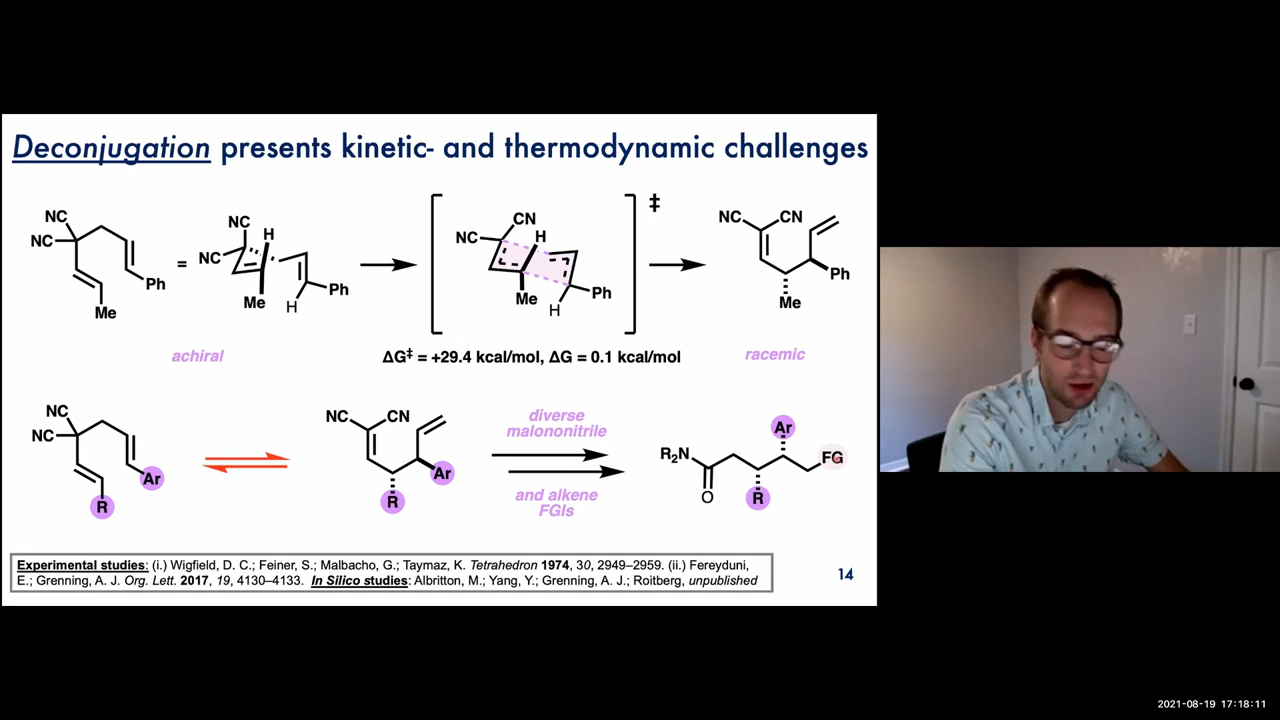 Deconjugation presents kinetic- and thermodynamic challenges
NC
NC
Ph
Me
=
NC
NC
H
Me
H
Ph
CN
NC
H
Me
H
Ph
‡
NC
CN
Ph
Me
achiral
ΔG‡ = +29.4 kcal/mol, ΔG = 0.1 kcal/mol
racemic
NC
NC
Ar
R
NC
CN
Ar
R
diverse
malononitrile
and alkene
FGIs
R2N
O
Ar
R
FG
Experimental studies: (i.) Wigfield, D. C.; Feiner, S.; Malbacho, G.; Taymaz, K. Tetrahedron 1974, 30, 2949–2959. (ii.) Fereyduni,
E.; Grenning, A. J. Org. Lett. 2017, 19, 4130–4133. In Silico studies: Albritton, M.; Yang, Y.; Grenning, A. J.; Roitberg, unpublished
14
2021-08-19 17:18:11